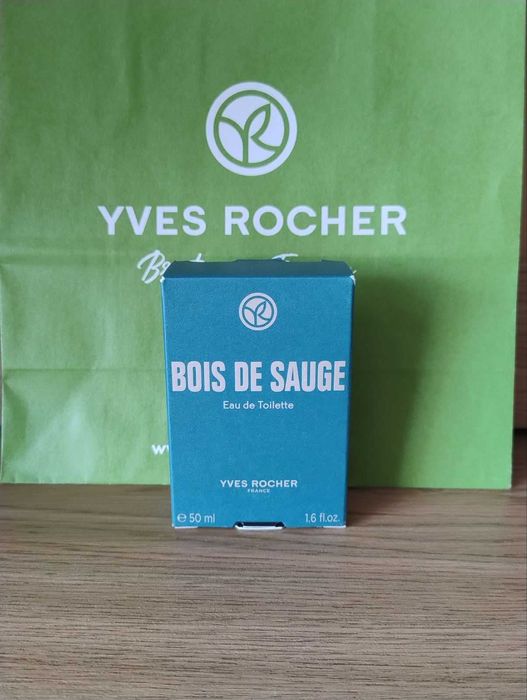 YVES ROCHER
BOIS DE SAUGE
Eau de Toilette
YVES ROCHER
FRANCE
℮ 50 ml 1.6 fl.oz.